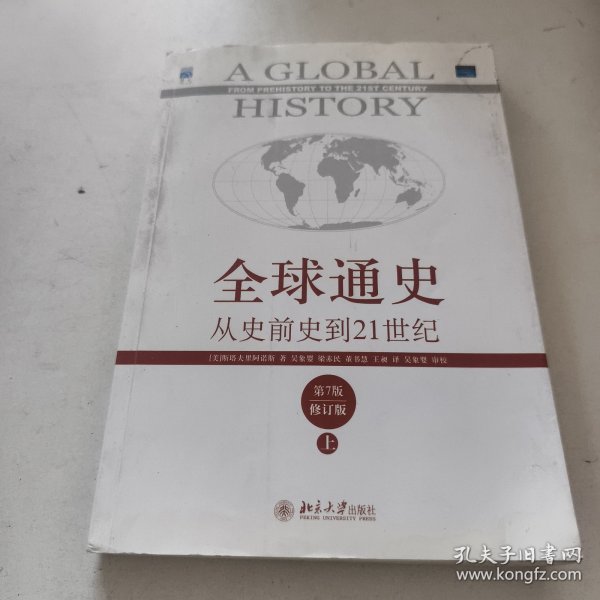 A GLOBAL
FROM PREHISTORY TO THE 21ST CENTURY
HISTORY
全球通史
从史前史到21世纪
[美]斯塔夫里阿诺斯 著 吴象婴 梁赤民 董书慧 王昶 译 吴象婴 审校
第7版
修订版
上
北京大学出版社
PEKING UNIVERSITY PRESS
孔夫子旧书网
www.kongfz.com